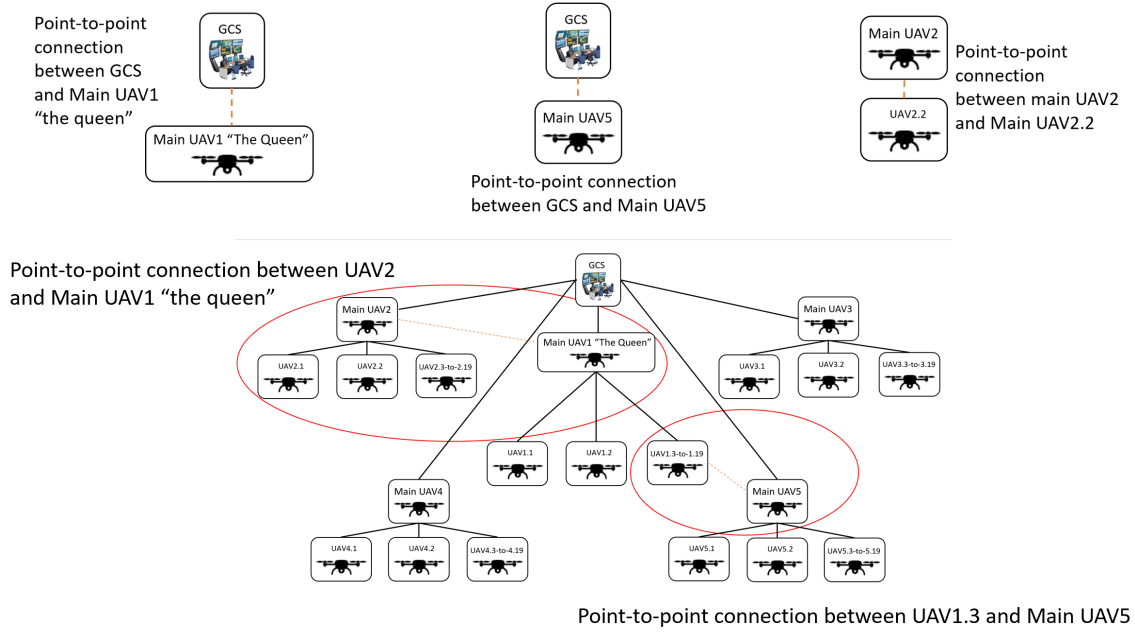 Point-to-point
connection
between GCS
and Main UAV1
“the queen”
GCS
Main UAV1 “The Queen”
GCS
Main UAV5
Point-to-point connection
between GCS and Main UAV5
Main UAV2
UAV2.2
Point-to-point
connection
between main UAV2
and Main UAV2.2
Point-to-point connection between UAV2
and Main UAV1 “the queen”
GCS
Main UAV2
Main UAV3
Main UAV1 “The Queen”
UAV2.1
UAV2.2
UAV2.3-to-2.19
UAV3.1
UAV3.2
UAV3.3-to-3.19
UAV1.1
UAV1.2
UAV1.3-to-1.19
Main UAV4
Main UAV5
UAV4.1
UAV4.2
UAV4.3-to-4.19
UAV5.1
UAV5.2
UAV5.3-to-5.19
Point-to-point connection between UAV1.3 and Main UAV5